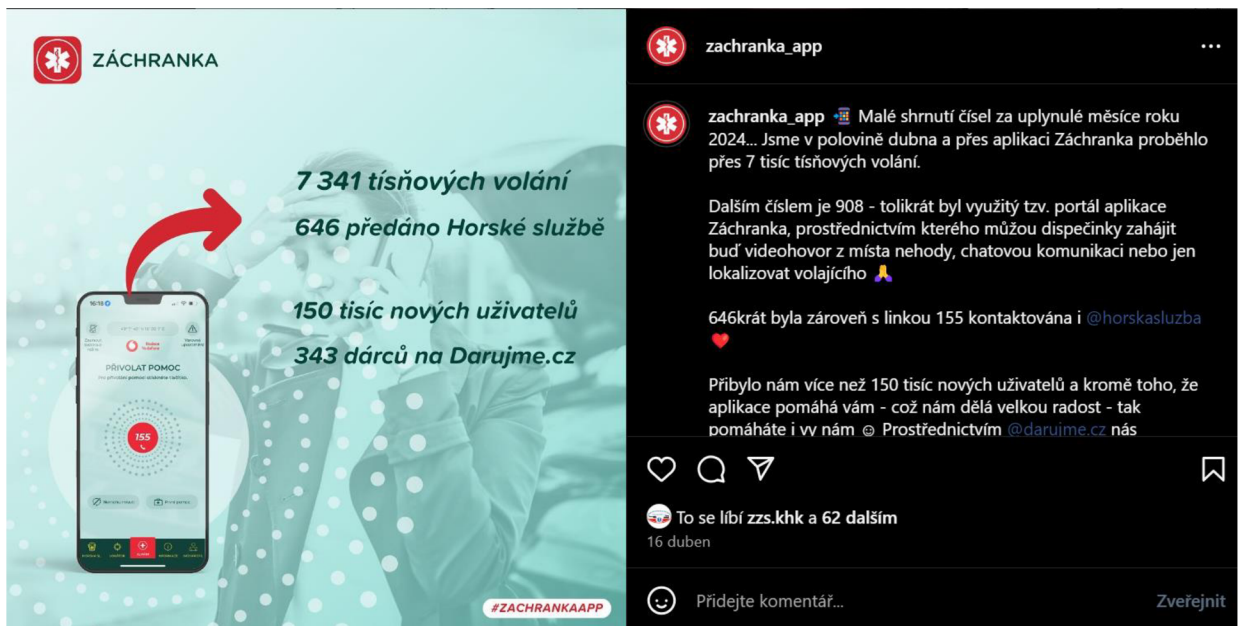 ZÁCHRANKA
7 341 tísňových volání
646 předáno Horské službě
150 tisíc nových uživatelů
343 dárců na Darujme.cz
16:16
PŘIVOLAT POMOC
155
#ZACHRANKAAPP
zachranka_app
zachranka_app Malé shrnutí čísel za uplynulé měsíce roku
2024... Jsme v polovině dubna a přes aplikaci Záchranka proběhlo
přes 7 tisíc tísňových volání.
Dalším číslem je 908 - tolikrát byl využitý tzv. portál aplikace
Záchranka, prostřednictvím kterého můžou dispečinky zahájit
buď videohovor z místa nehody, chatovou komunikaci nebo jen
lokalizovat volajícího
646krát byla zároveň s linkou 155 kontaktována i @horskasluzba
Přibylo nám více než 150 tisíc nových uživatelů a kromě toho, že
aplikace pomáhá vám - což nám dělá velkou radost - tak
pomáháte i vy nám ☺ Prostřednictvím @darujme.cz nás
To se líbí zzs.khk a 62 dalším
16 duben
Přidejte komentář...
Zveřejnit